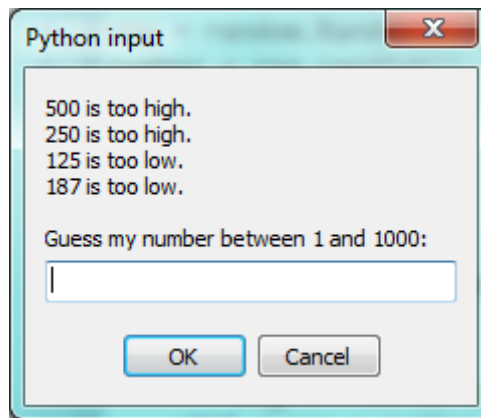 Python input
500 is too high.
250 is too high.
125 is too low.
187 is too low.
Guess my number between 1 and 1000:
OK
Cancel